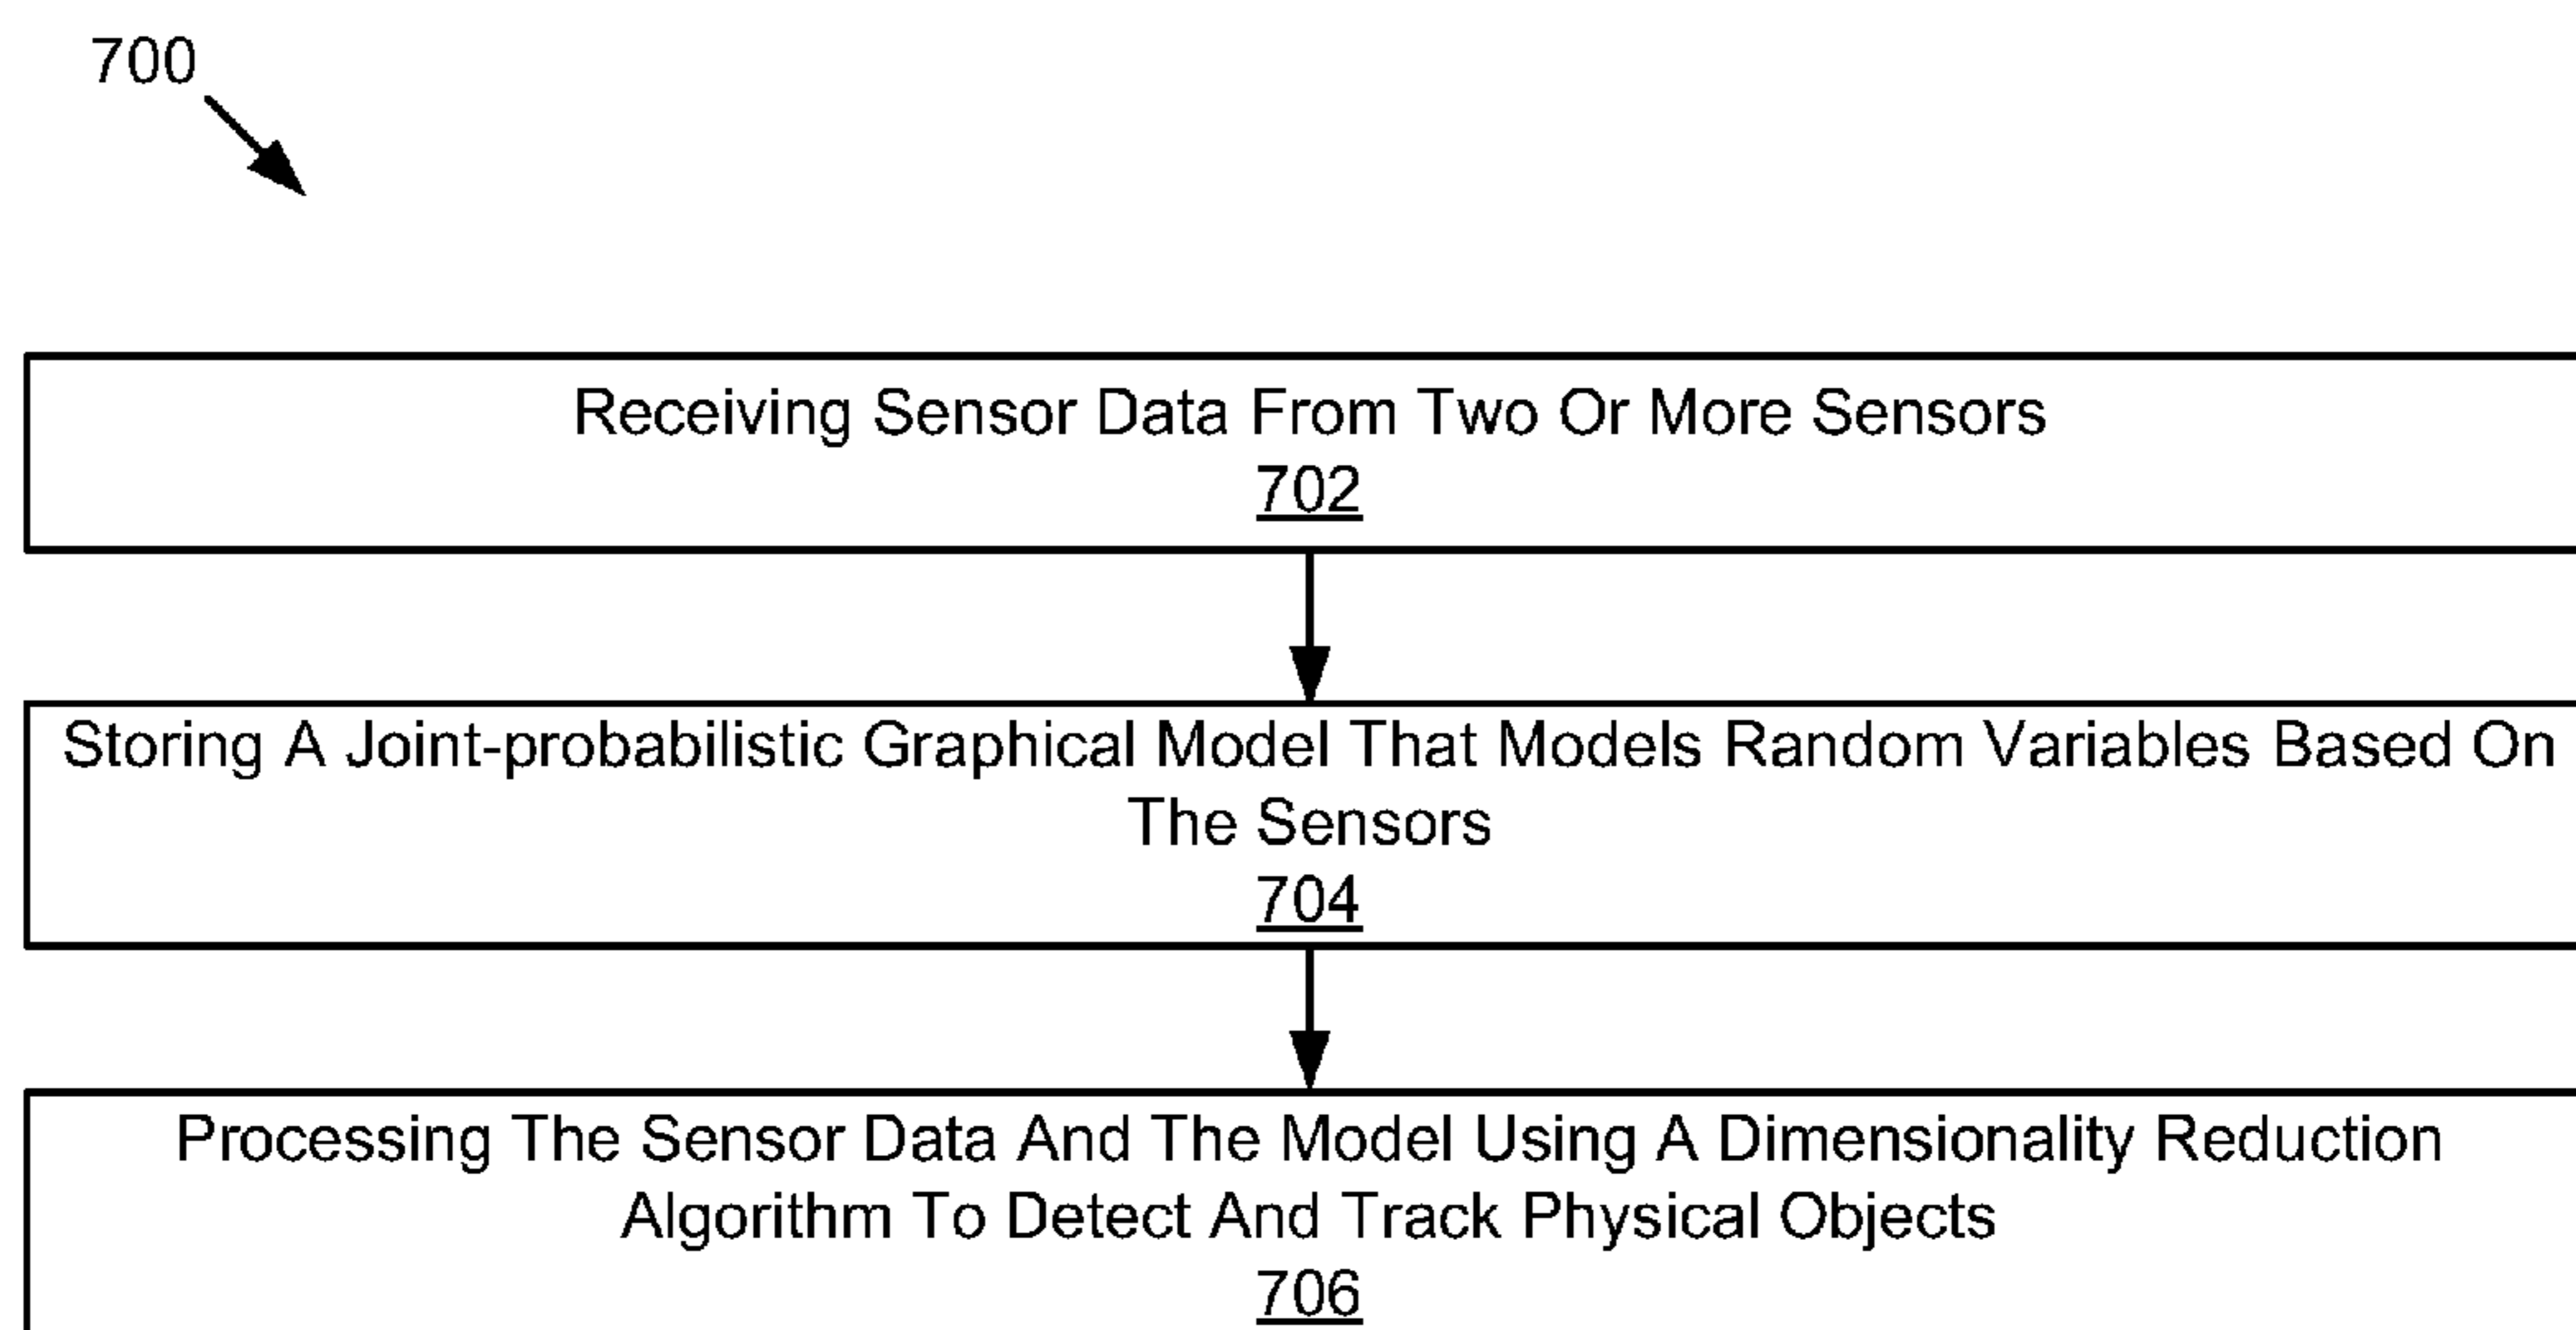 700
Receiving Sensor Data From Two Or More Sensors
702
Storing A Joint-probabilistic Graphical Model That Models Random Variables Based On
The Sensors
704
Processing The Sensor Data And The Model Using A Dimensionality Reduction
Algorithm To Detect And Track Physical Objects
706